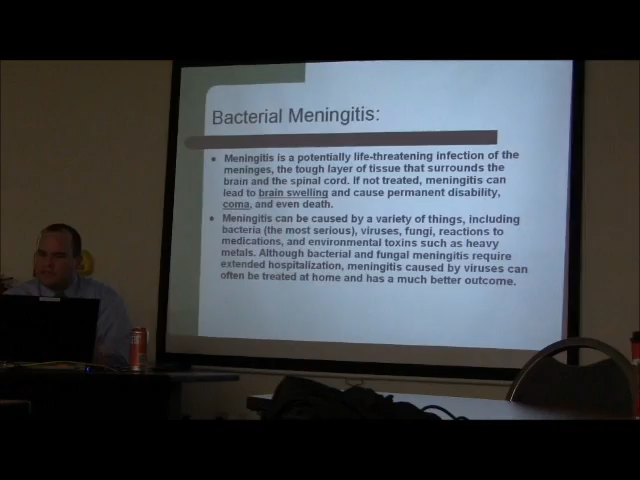 Bacterial Meningitis:
• Meningitis is a potentially life-threatening infection of the
meninges, the tough layer of tissue that surrounds the
brain and the spinal cord. If not treated, meningitis can
lead to brain swelling and cause permanent disability,
coma, and even death.
• Meningitis can be caused by a variety of things, including
bacteria (the most serious), viruses, fungi, reactions to
medications, and environmental toxins such as heavy
metals. Although bacterial and fungal meningitis require
extended hospitalization, meningitis caused by viruses can
often be treated at home and has a much better outcome.